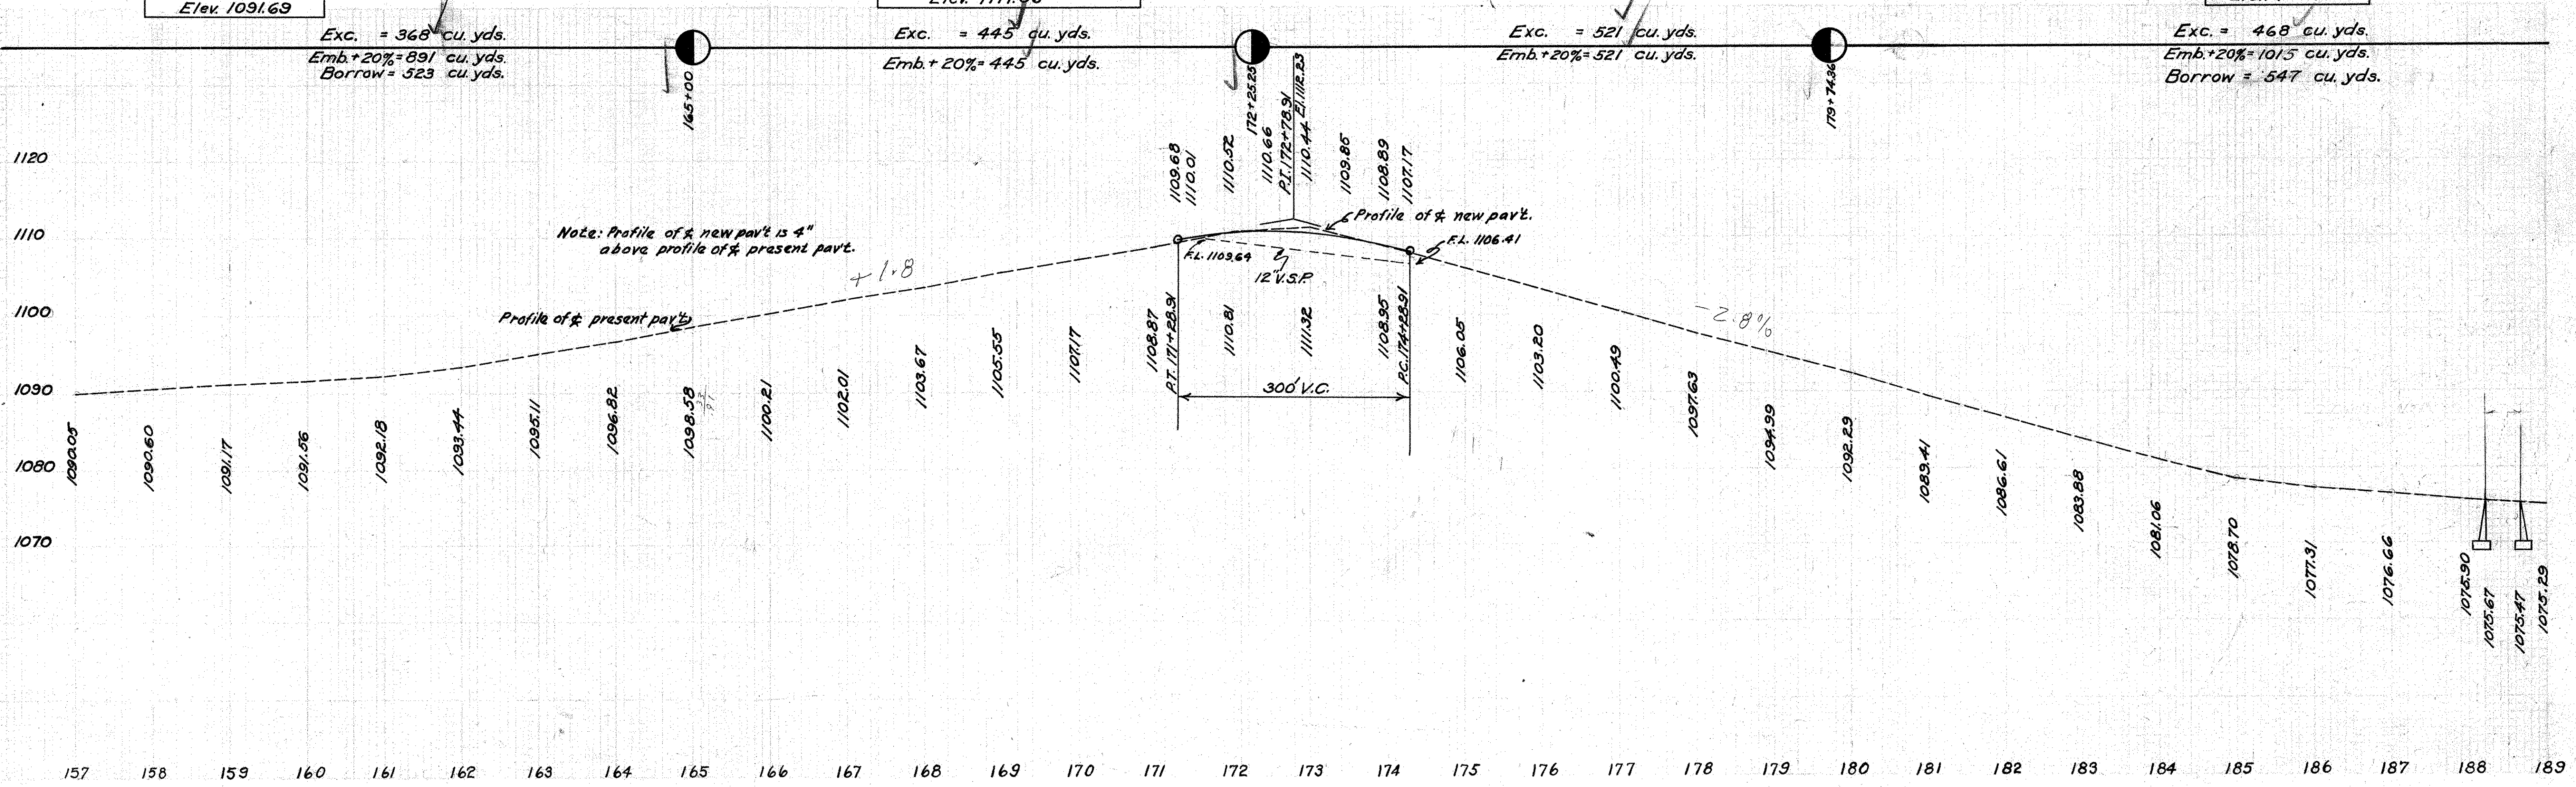 Elev. 1091.69
Exc. = 368 cu. yds.
Emb.+20%=891 cu. yds.
Borrow = 523 cu. yds.
Exc. = 445 cu. yds.
Emb.+20%=445 cu. yds.
Exc. = 521 cu. yds.
Emb.+20%=521 cu. yds.
Exc. = 468 cu. yds.
Emb.+20%=1015 cu. yds.
Borrow = 547 cu. yds.
165+00
172+25.25
179+74.36
1120
1110
1100
1090
1080
1070
1109.68
1110.01
1110.52
1110.66
P.I. 172+78.91
El. 1112.23
1110.44
1109.85
1108.89
1107.17
Note: Profile of ℄ new pav't is 4"
above profile of ℄ present pav't.
Profile of ℄ new pav't.
F.L. 1109.64
F.L. 1106.41
12" V.S.P.
+1.8
-2.8%
Profile of ℄ present pav't
P.T. 171+28.91
P.C. 174+28.91
300' V.C.
1090.05
1090.60
1091.17
1091.56
1092.18
1093.44
1095.11
1096.82
1098.58
1100.21
1102.01
1103.67
1105.55
1107.17
1108.87
1110.81
1111.32
1108.95
1106.05
1103.20
1100.49
1097.63
1094.99
1092.29
1089.41
1086.61
1083.88
1081.06
1078.70
1077.31
1076.66
1075.90
1075.67
1075.47
1075.29
157 158 159 160 161 162 163 164 165 166 167 168 169 170 171 172 173 174 175 176 177 178 179 180 181 182 183 184 185 186 187 188 189